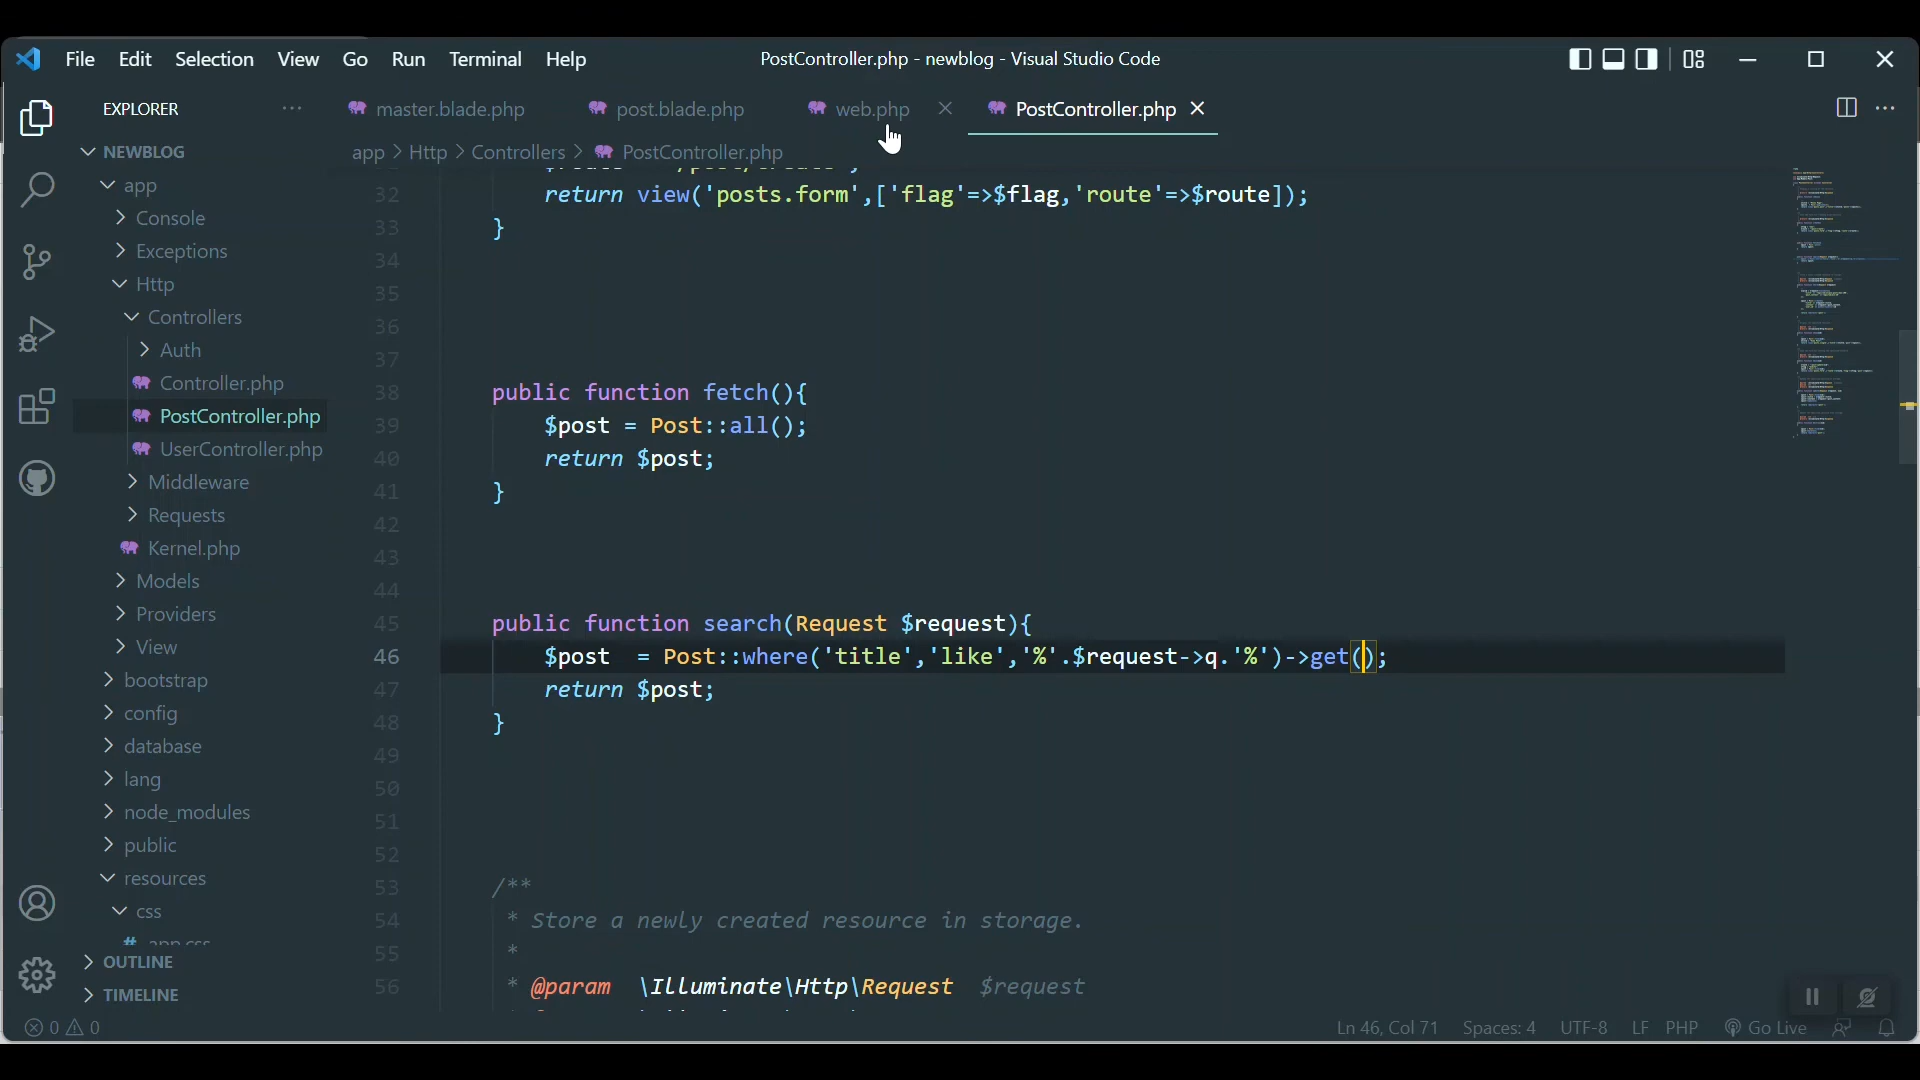 File Edit Selection View Go Run Terminal Help PostController.php - newblog - Visual Studio Code
EXPLORER ··· master.blade.php post.blade.php web.php PostController.php
NEWBLOG
app > Http > Controllers > PostController.php
app
Console
Exceptions
Http
Controllers
Auth
Controller.php
PostController.php
UserController.php
Middleware
Requests
Kernel.php
Models
Providers
View
bootstrap
config
database
lang
node_modules
public
resources
css
# app.css
OUTLINE
TIMELINE
32 return view('posts.form',['flag'=>$flag,'route'=>$route]);
33 }
34
35
36
37
38 public function fetch(){
39 $post = Post::all();
40 return $post;
41 }
42
43
44
45 public function search(Request $request){
46 $post = Post::where('title','like','%'.$request->q.'%')->get();
47 return $post;
48 }
49
50
51
52
53 /**
54 * Store a newly created resource in storage.
55 *
56 * @param \Illuminate\Http\Request $request
0 0 Ln 46, Col 71 Spaces: 4 UTF-8 LF PHP Go Live